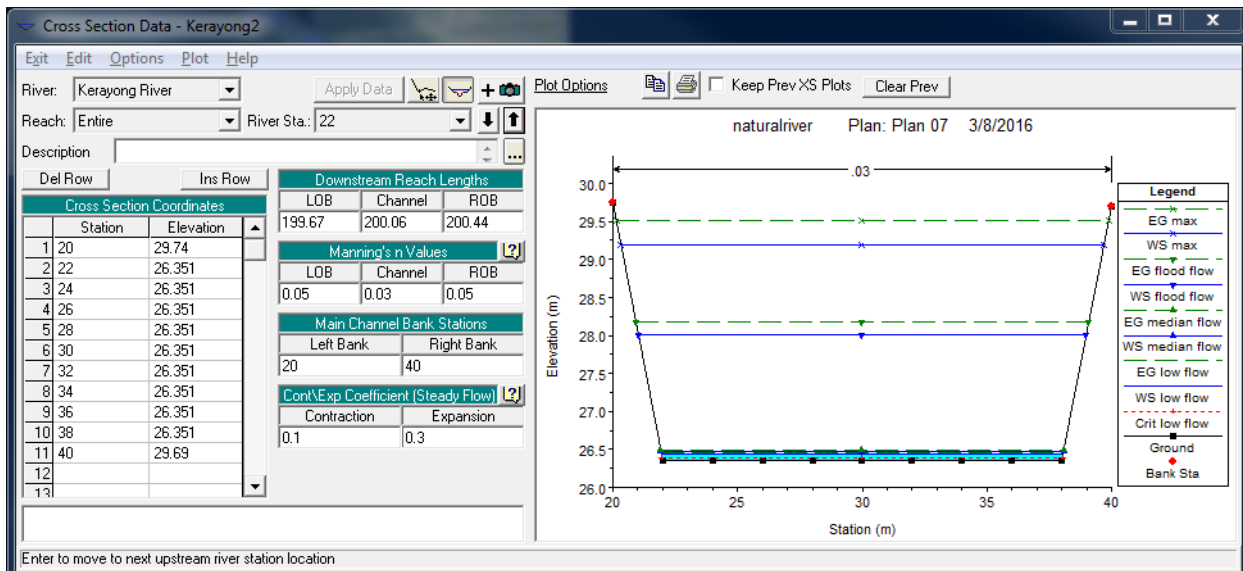 Cross Section Data - Kerayong2
Exit Edit Options Plot Help
River: Kerayong River Apply Data
Reach: Entire River Sta.: 22
Description ...
Del Row Ins Row
Cross Section Coordinates
Station Elevation
1 20 29.74
2 22 26.351
3 24 26.351
4 26 26.351
5 28 26.351
6 30 26.351
7 32 26.351
8 34 26.351
9 36 26.351
10 38 26.351
11 40 29.69
12
13
Downstream Reach Lengths
LOB Channel ROB
199.67 200.06 200.44
Manning's n Values
LOB Channel ROB
0.05 0.03 0.05
Main Channel Bank Stations
Left Bank Right Bank
20 40
Cont\Exp Coefficient (Steady Flow)
Contraction Expansion
0.1 0.3
Plot Options Keep Prev XS Plots Clear Prev
naturalriver Plan: Plan 07 3/8/2016
.03
30.0
29.5
29.0
28.5
28.0
27.5
27.0
26.5
26.0
Elevation (m)
20 25 30 35 40
Station (m)
Legend
EG max
WS max
EG flood flow
WS flood flow
EG median flow
WS median flow
EG low flow
WS low flow
Crit low flow
Ground
Bank Sta
Enter to move to next upstream river station location